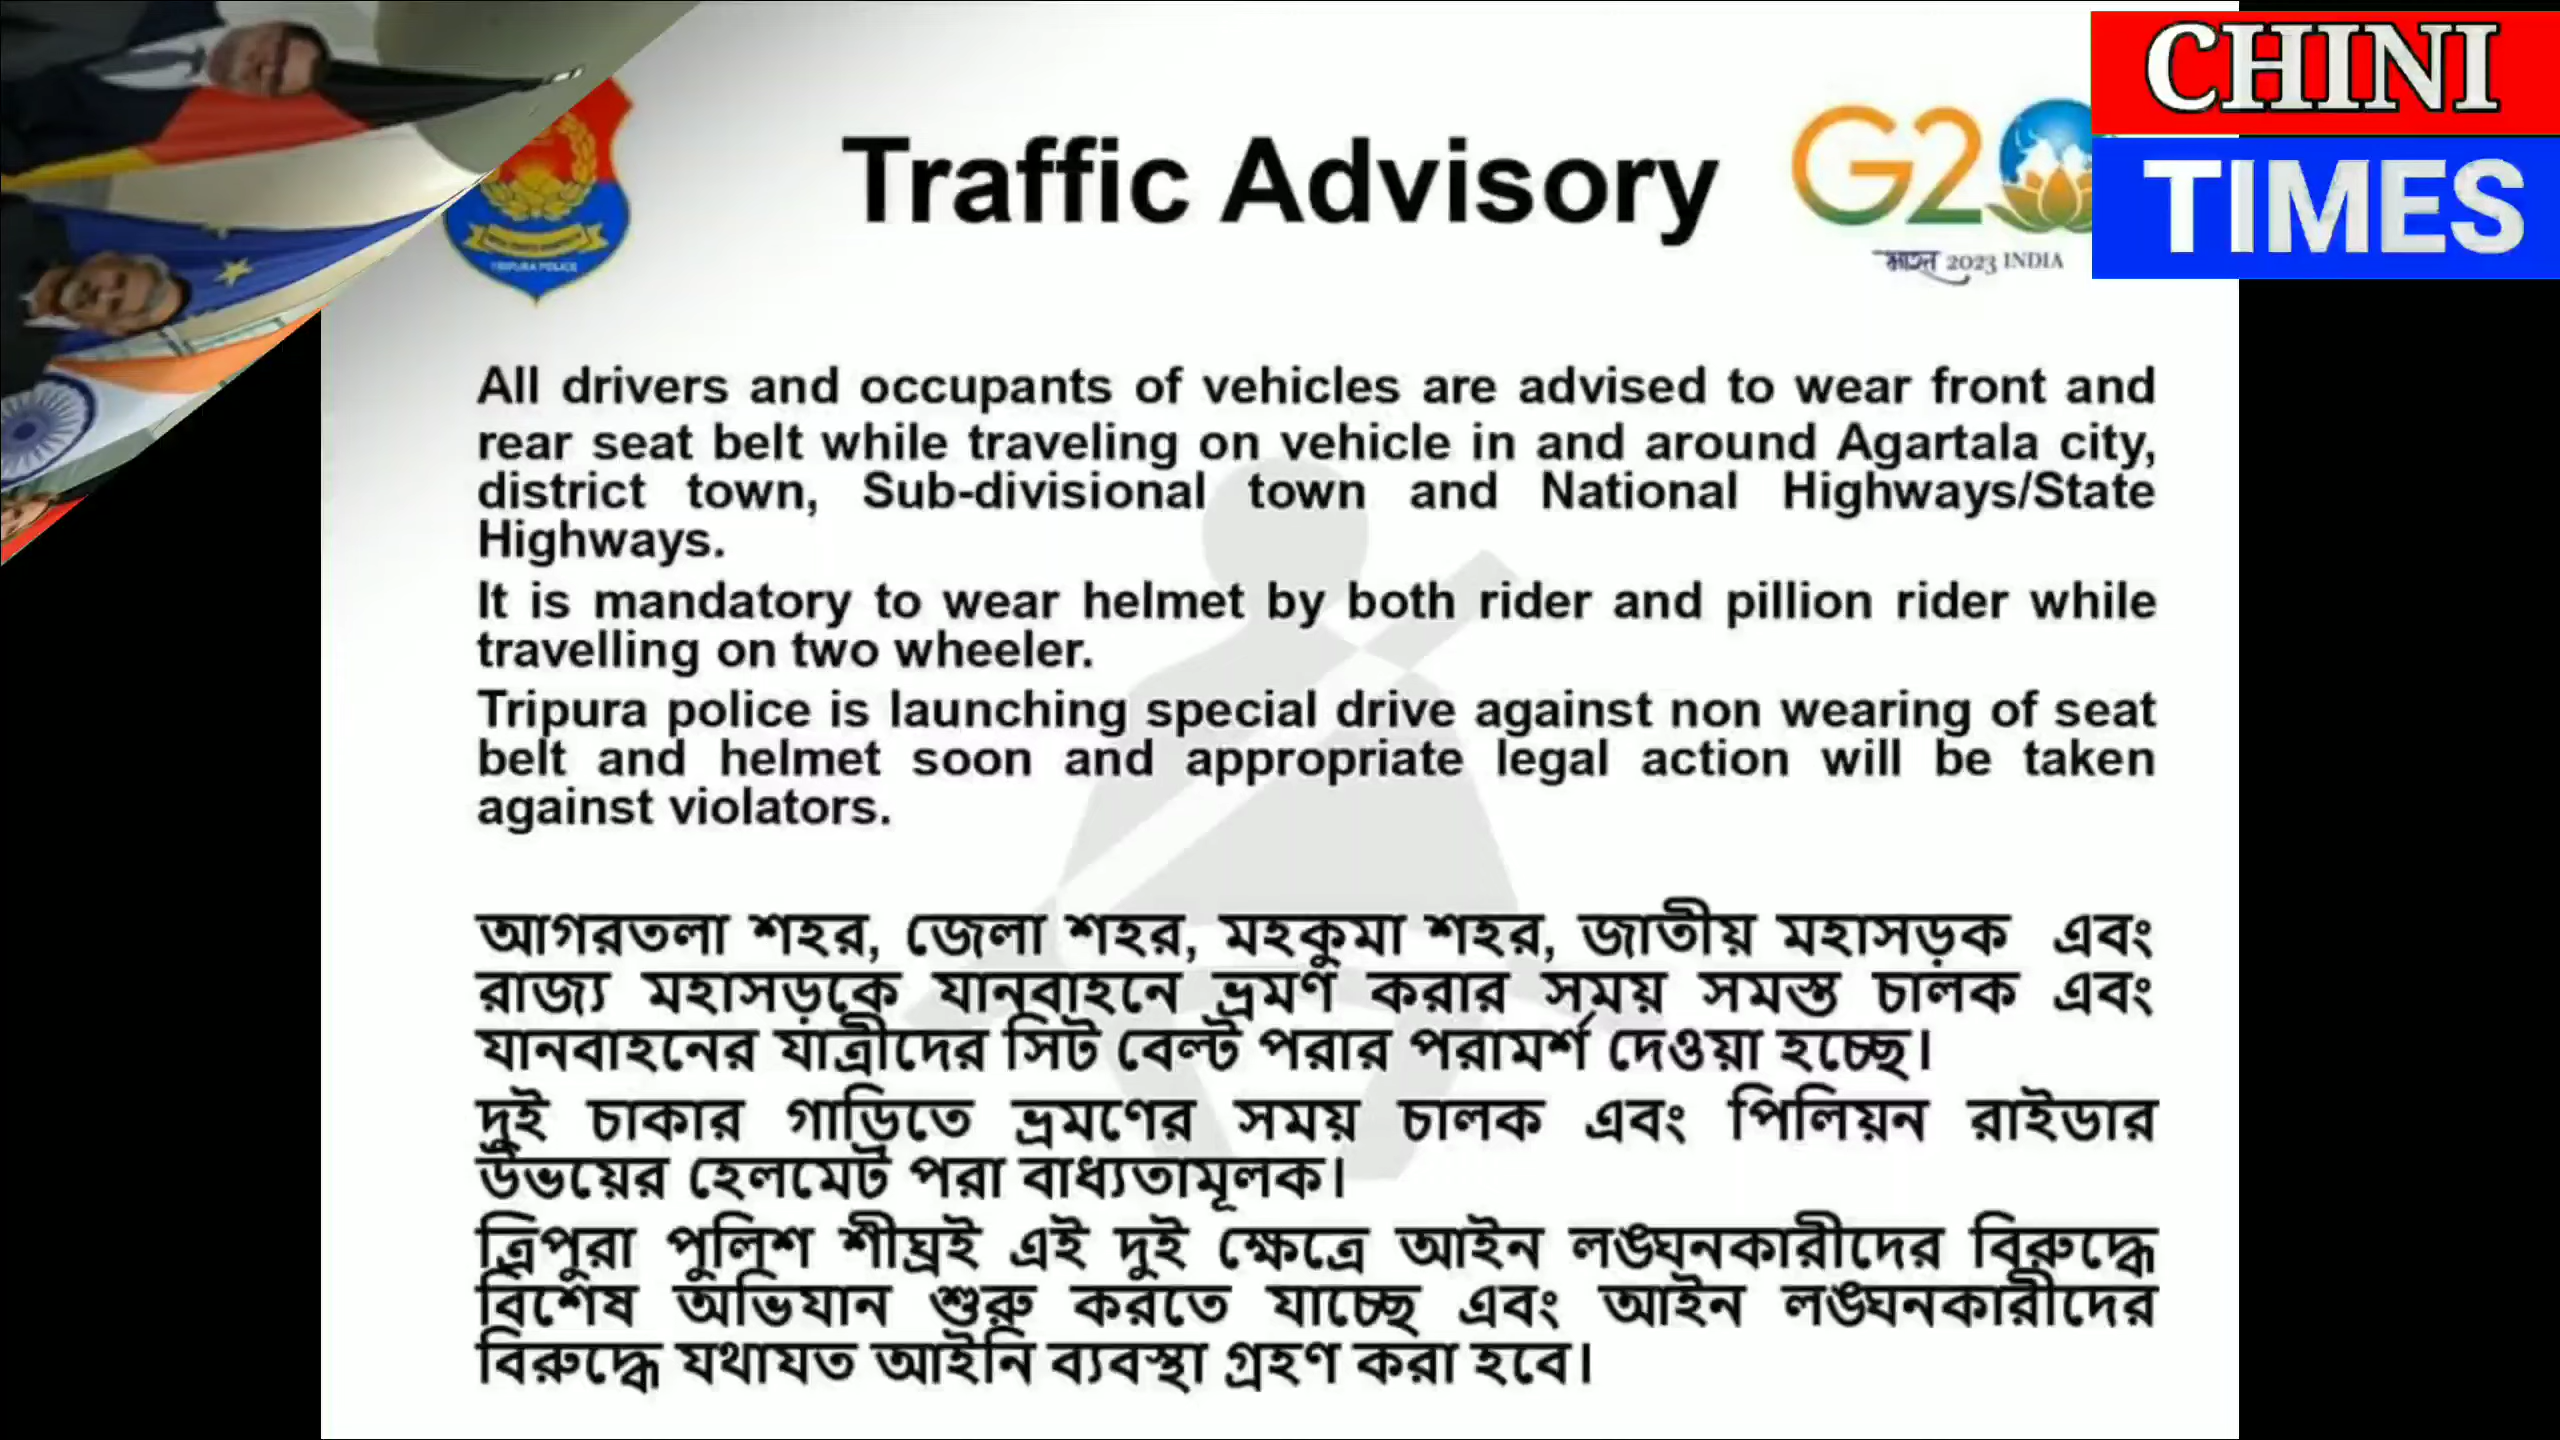 CHINI
TIMES
Traffic Advisory
G20
2023 INDIA
TRIPURA POLICE
All drivers and occupants of vehicles are advised to wear front and
rear seat belt while traveling on vehicle in and around Agartala city,
district town, Sub-divisional town and National Highways/State
Highways.
It is mandatory to wear helmet by both rider and pillion rider while
travelling on two wheeler.
Tripura police is launching special drive against non wearing of seat
belt and helmet soon and appropriate legal action will be taken
against violators.
আগরতলা শহর, জেলা শহর, মহকুমা শহর, জাতীয় মহাসড়ক এবং
রাজ্য মহাসড়কে যানবাহনে ভ্রমণ করার সময় সমস্ত চালক এবং
যানবাহনের যাত্রীদের সিট বেল্ট পরার পরামর্শ দেওয়া হচ্ছে।
দুই চাকার গাড়িতে ভ্রমণের সময় চালক এবং পিলিয়ন রাইডার
উভয়ের হেলমেট পরা বাধ্যতামূলক।
ত্রিপুরা পুলিশ শীঘ্রই এই দুই ক্ষেত্রে আইন লঙ্ঘনকারীদের বিরুদ্ধে
বিশেষ অভিযান শুরু করতে যাচ্ছে এবং আইন লঙ্ঘনকারীদের
বিরুদ্ধে যথাযত আইনি ব্যবস্থা গ্রহণ করা হবে।